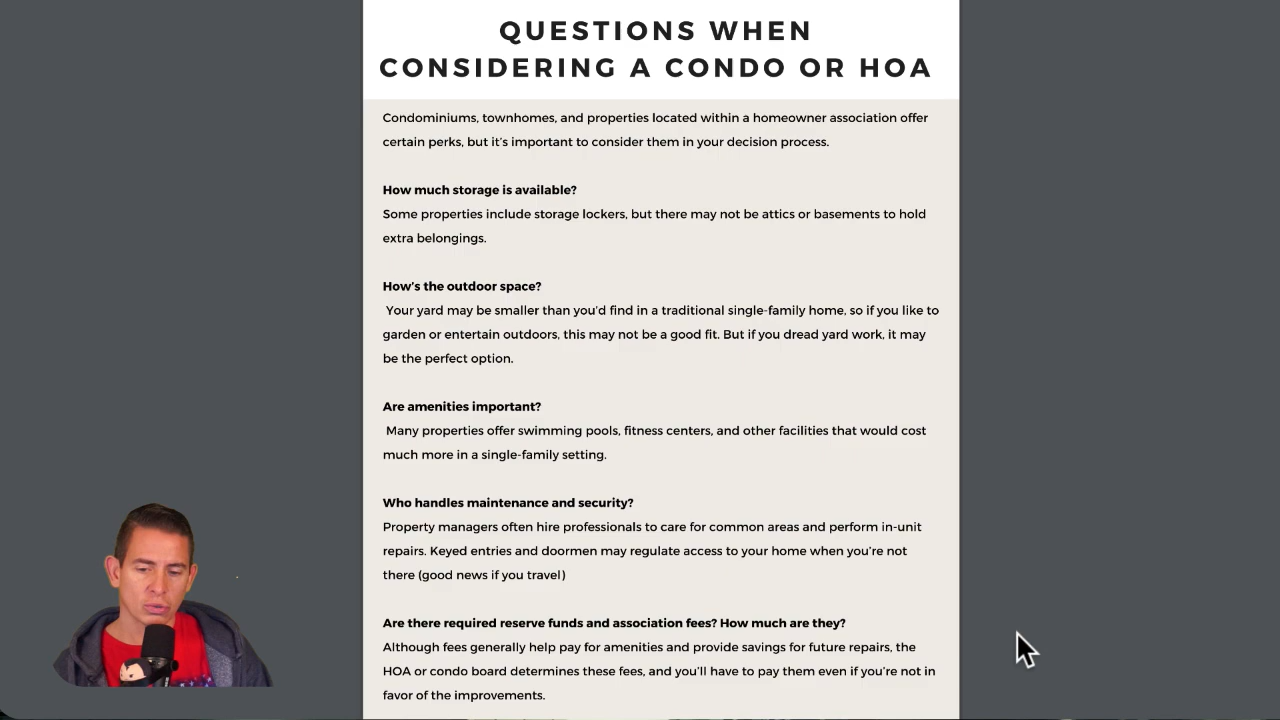 QUESTIONS WHEN
CONSIDERING A CONDO OR HOA
Condominiums, townhomes, and properties located within a homeowner association offer
certain perks, but it's important to consider them in your decision process.
How much storage is available?
Some properties include storage lockers, but there may not be attics or basements to hold
extra belongings.
How's the outdoor space?
Your yard may be smaller than you'd find in a traditional single-family home, so if you like to
garden or entertain outdoors, this may not be a good fit. But if you dread yard work, it may
be the perfect option.
Are amenities important?
Many properties offer swimming pools, fitness centers, and other facilities that would cost
much more in a single-family setting.
Who handles maintenance and security?
Property managers often hire professionals to care for common areas and perform in-unit
repairs. Keyed entries and doormen may regulate access to your home when you're not
there (good news if you travel)
Are there required reserve funds and association fees? How much are they?
Although fees generally help pay for amenities and provide savings for future repairs, the
HOA or condo board determines these fees, and you'll have to pay them even if you're not in
favor of the improvements.